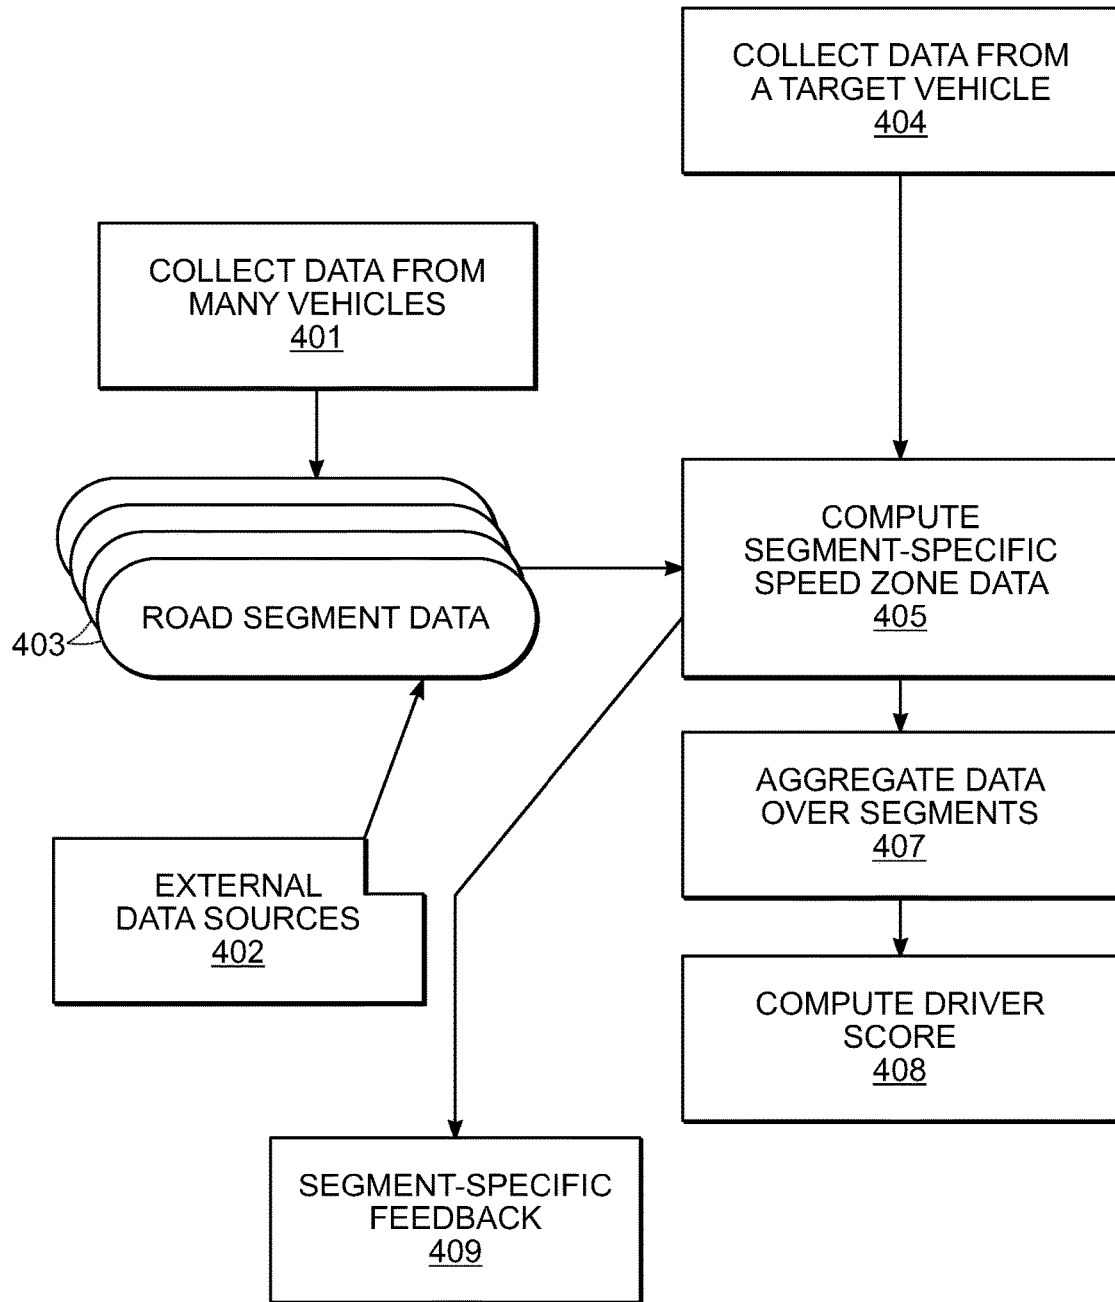 COLLECT DATA FROM
A TARGET VEHICLE
404
COLLECT DATA FROM
MANY VEHICLES
401
COMPUTE
SEGMENT-SPECIFIC
SPEED ZONE DATA
405
ROAD SEGMENT DATA
403
AGGREGATE DATA
OVER SEGMENTS
407
EXTERNAL
DATA SOURCES
402
COMPUTE DRIVER
SCORE
408
SEGMENT-SPECIFIC
FEEDBACK
409